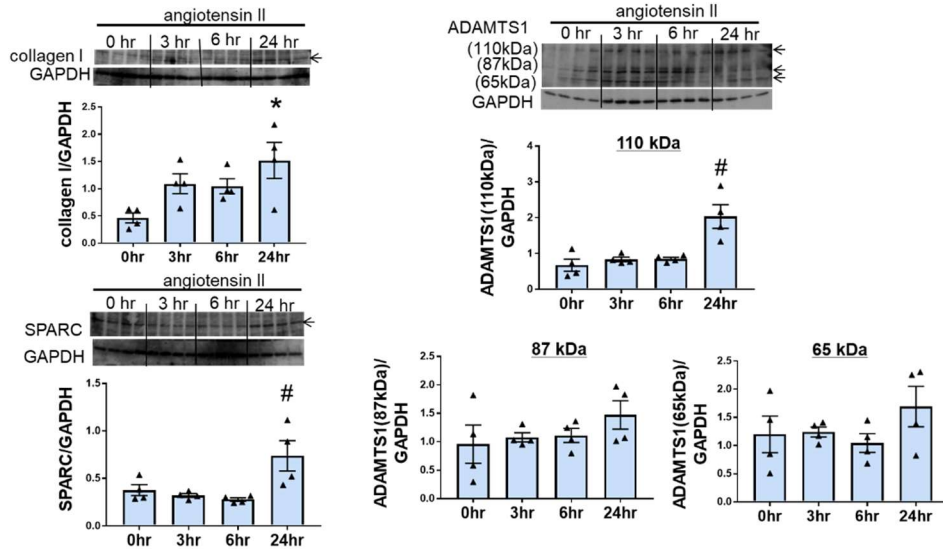 angiotensin II
0 hr 3 hr 6 hr 24 hr
collagen I
GAPDH
collagen I/GAPDH
2.5
2.0
1.5
1.0
0.5
0.0
*
0hr 3hr 6hr 24hr
angiotensin II
0 hr 3 hr 6 hr 24 hr
SPARC
GAPDH
SPARC/GAPDH
1.5
1.0
0.5
0.0
#
0hr 3hr 6hr 24hr
angiotensin II
ADAMTS1 0 hr 3 hr 6 hr 24 hr
(110kDa)
(87kDa)
(65kDa)
GAPDH
110 kDa
ADAMTS1(110kDa)/
GAPDH
4
3
2
1
0
#
0hr 3hr 6hr 24hr
87 kDa
ADAMTS1(87kDa)/
GAPDH
2.5
2.0
1.5
1.0
0.5
0.0
0hr 3hr 6hr 24hr
65 kDa
ADAMTS1(65kDa)/
GAPDH
2.5
2.0
1.5
1.0
0.5
0.0
0hr 3hr 6hr 24hr